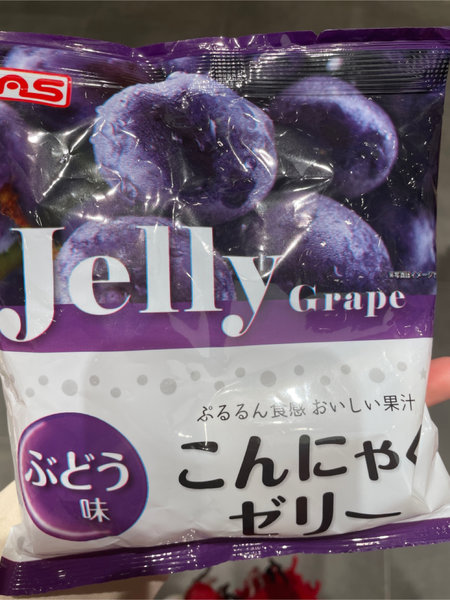 AS
※写真はイメージで
Jelly Grape
ぷるるん食感 おいしい果汁
ぶどう
味
こんにゃく
ゼリー